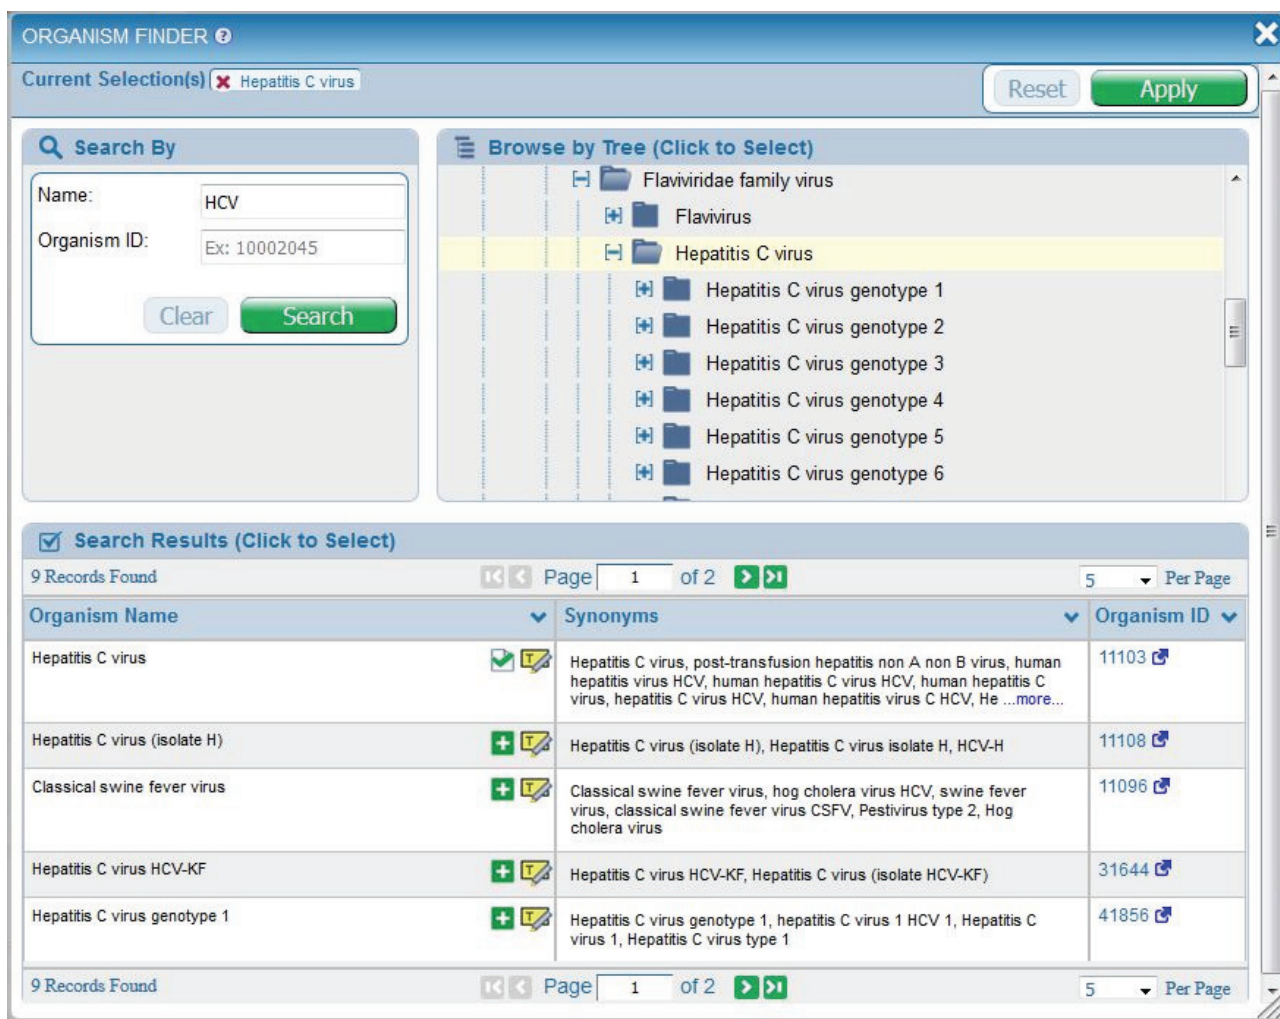 ORGANISM FINDER ?
Current Selection(s) Hepatitis C virus
Reset Apply
Search By
Name: HCV
Organism ID: Ex: 10002045
Clear Search
Browse by Tree (Click to Select)
Flaviviridae family virus
Flavivirus
Hepatitis C virus
Hepatitis C virus genotype 1
Hepatitis C virus genotype 2
Hepatitis C virus genotype 3
Hepatitis C virus genotype 4
Hepatitis C virus genotype 5
Hepatitis C virus genotype 6
Search Results (Click to Select)
9 Records Found Page 1 of 2 5 Per Page
Organism Name Synonyms Organism ID
Hepatitis C virus T Hepatitis C virus, post-transfusion hepatitis non A non B virus, human 11103
hepatitis virus HCV, human hepatitis C virus HCV, human hepatitis C
virus, hepatitis C virus HCV, human hepatitis virus C HCV, He ...more...
Hepatitis C virus (isolate H) T Hepatitis C virus (isolate H), Hepatitis C virus isolate H, HCV-H 11108
Classical swine fever virus T Classical swine fever virus, hog cholera virus HCV, swine fever 11096
virus, classical swine fever virus CSFV, Pestivirus type 2, Hog
cholera virus
Hepatitis C virus HCV-KF T Hepatitis C virus HCV-KF, Hepatitis C virus (isolate HCV-KF) 31644
Hepatitis C virus genotype 1 T Hepatitis C virus genotype 1, hepatitis C virus 1 HCV 1, Hepatitis C 41856
virus 1, Hepatitis C virus type 1
9 Records Found Page 1 of 2 5 Per Page